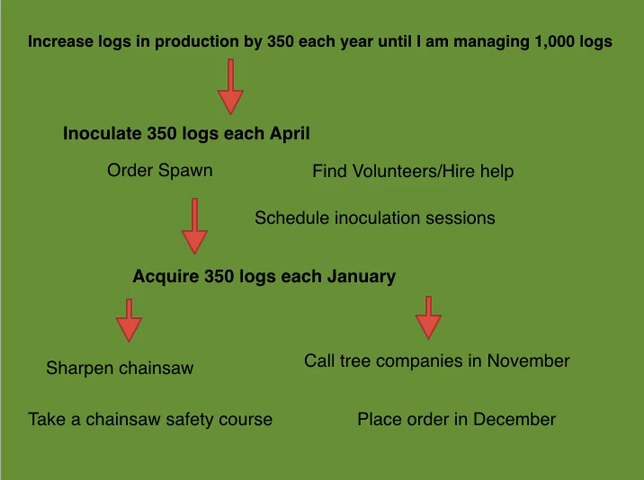 Increase logs in production by 350 each year until I am managing 1,000 logs
Inoculate 350 logs each April
Order Spawn
Find Volunteers/Hire help
Schedule inoculation sessions
Acquire 350 logs each January
Sharpen chainsaw
Call tree companies in November
Take a chainsaw safety course
Place order in December